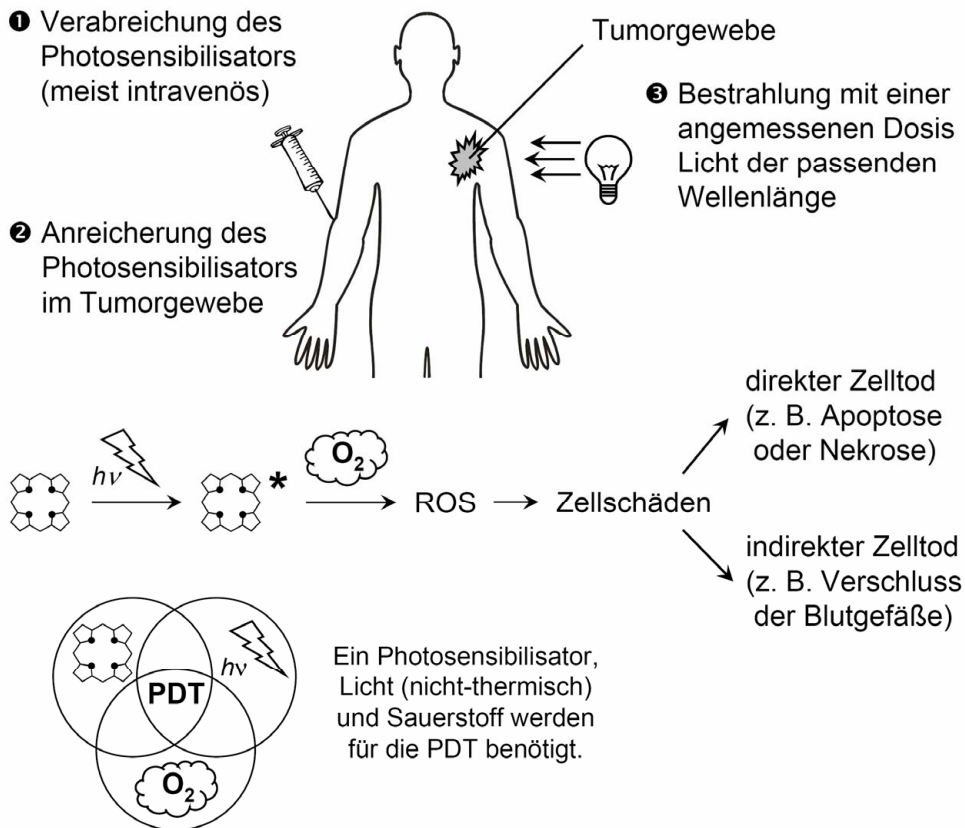 ❶ Verabreichung des
Photosensibilisators
(meist intravenös)
Tumorgewebe
❸ Bestrahlung mit einer
angemessenen Dosis
Licht der passenden
Wellenlänge
❷ Anreicherung des
Photosensibilisators
im Tumorgewebe
hν
*
O₂
ROS
Zellschäden
direkter Zelltod
(z. B. Apoptose
oder Nekrose)
indirekter Zelltod
(z. B. Verschluss
der Blutgefäße)
hν
PDT
O₂
Ein Photosensibilisator,
Licht (nicht-thermisch)
und Sauerstoff werden
für die PDT benötigt.